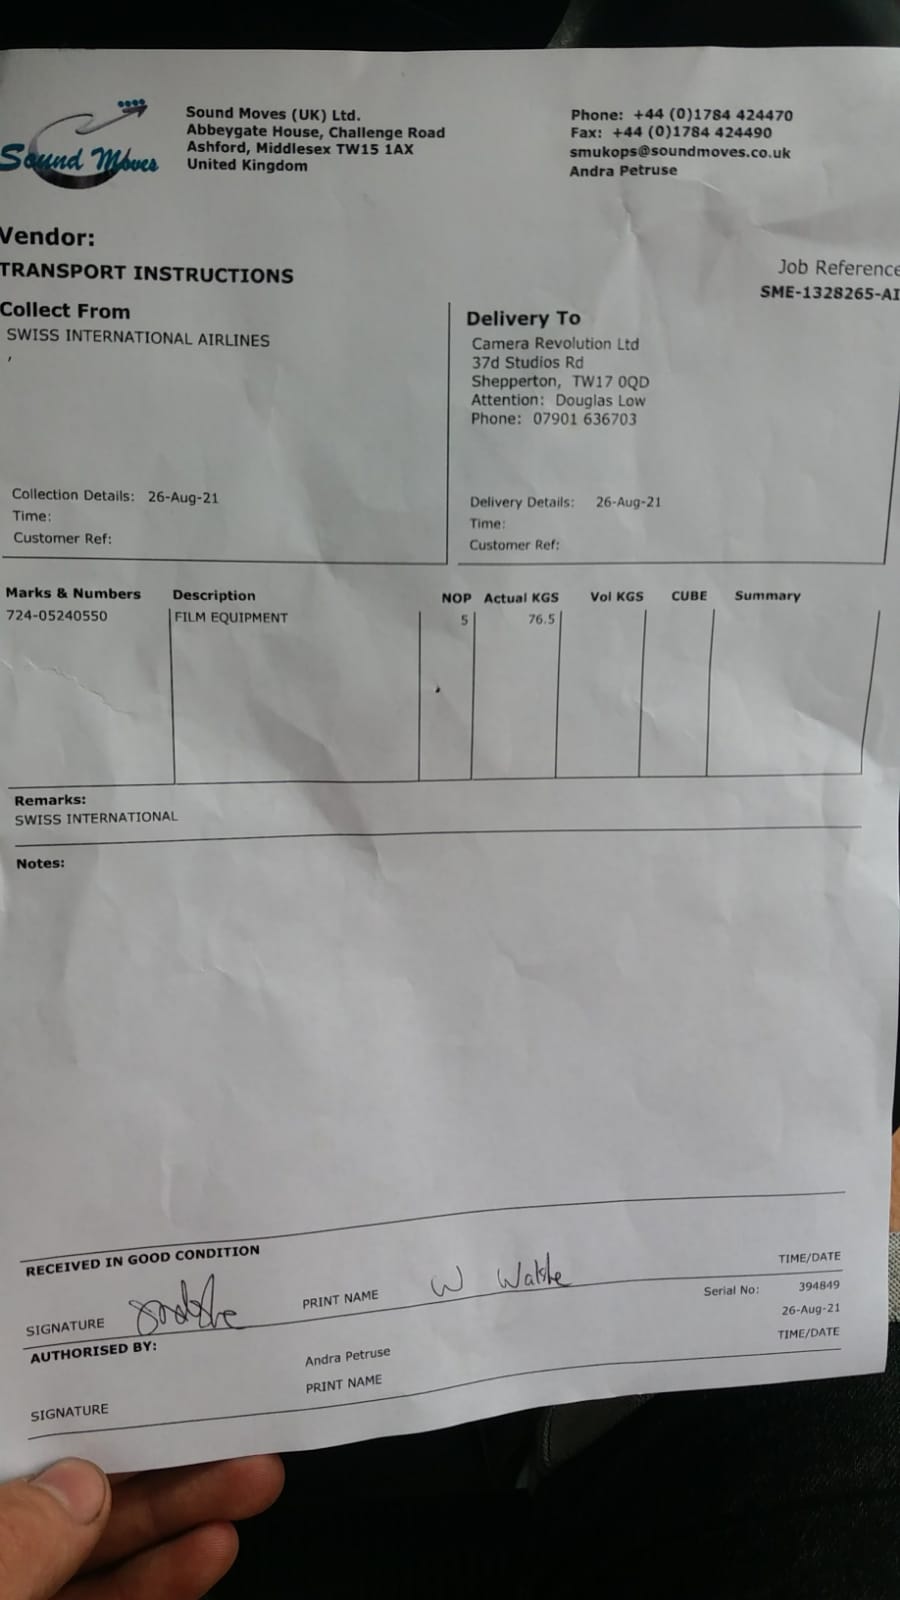 Sound Moves
Sound Moves (UK) Ltd.
Abbeygate House, Challenge Road
Ashford, Middlesex TW15 1AX
United Kingdom
Phone: +44 (0)1784 424470
Fax: +44 (0)1784 424490
smukops@soundmoves.co.uk
Andra Petruse
Vendor:
TRANSPORT INSTRUCTIONS
Job Reference
SME-1328265-AI
Collect From
SWISS INTERNATIONAL AIRLINES
,
Collection Details: 26-Aug-21
Time:
Customer Ref:
Delivery To
Camera Revolution Ltd
37d Studios Rd
Shepperton, TW17 0QD
Attention: Douglas Low
Phone: 07901 636703
Delivery Details: 26-Aug-21
Time:
Customer Ref:
Marks & Numbers Description NOP Actual KGS Vol KGS CUBE Summary
724-05240550 FILM EQUIPMENT 5 76.5
Remarks:
SWISS INTERNATIONAL
Notes:
RECEIVED IN GOOD CONDITION
TIME/DATE
SIGNATURE PRINT NAME W Walshe
Serial No: 394849
26-Aug-21
AUTHORISED BY:
Andra Petruse
TIME/DATE
SIGNATURE PRINT NAME